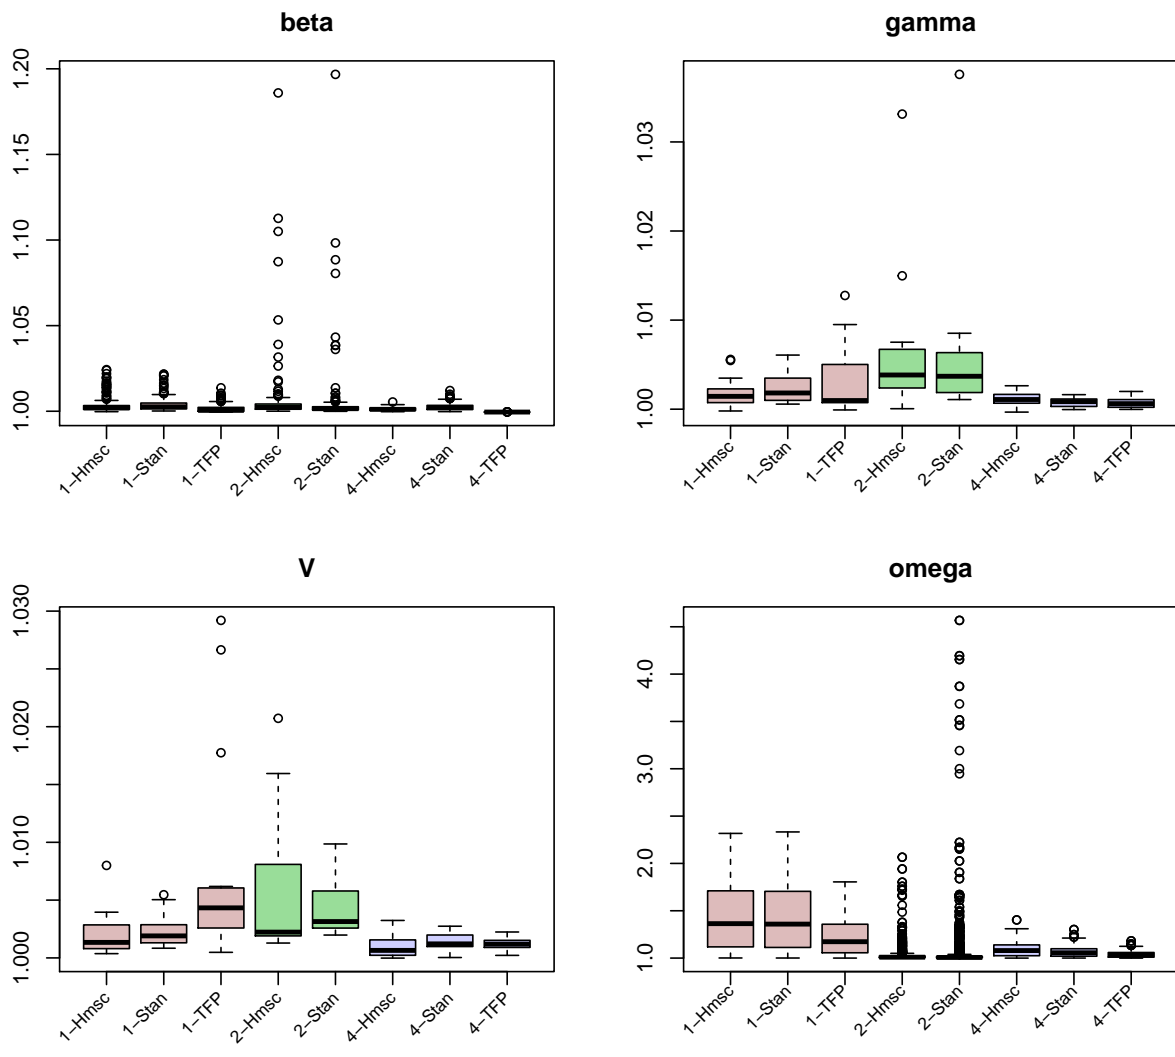 beta
1.00
1.05
1.10
1.15
1.20
1−Hmsc
1−Stan
1−TFP
2−Hmsc
2−Stan
4−Hmsc
4−Stan
4−TFP
gamma
1.00
1.01
1.02
1.03
1−Hmsc
1−Stan
1−TFP
2−Hmsc
2−Stan
4−Hmsc
4−Stan
4−TFP
V
1.000
1.010
1.020
1.030
1−Hmsc
1−Stan
1−TFP
2−Hmsc
2−Stan
4−Hmsc
4−Stan
4−TFP
omega
1.0
2.0
3.0
4.0
1−Hmsc
1−Stan
1−TFP
2−Hmsc
2−Stan
4−Hmsc
4−Stan
4−TFP